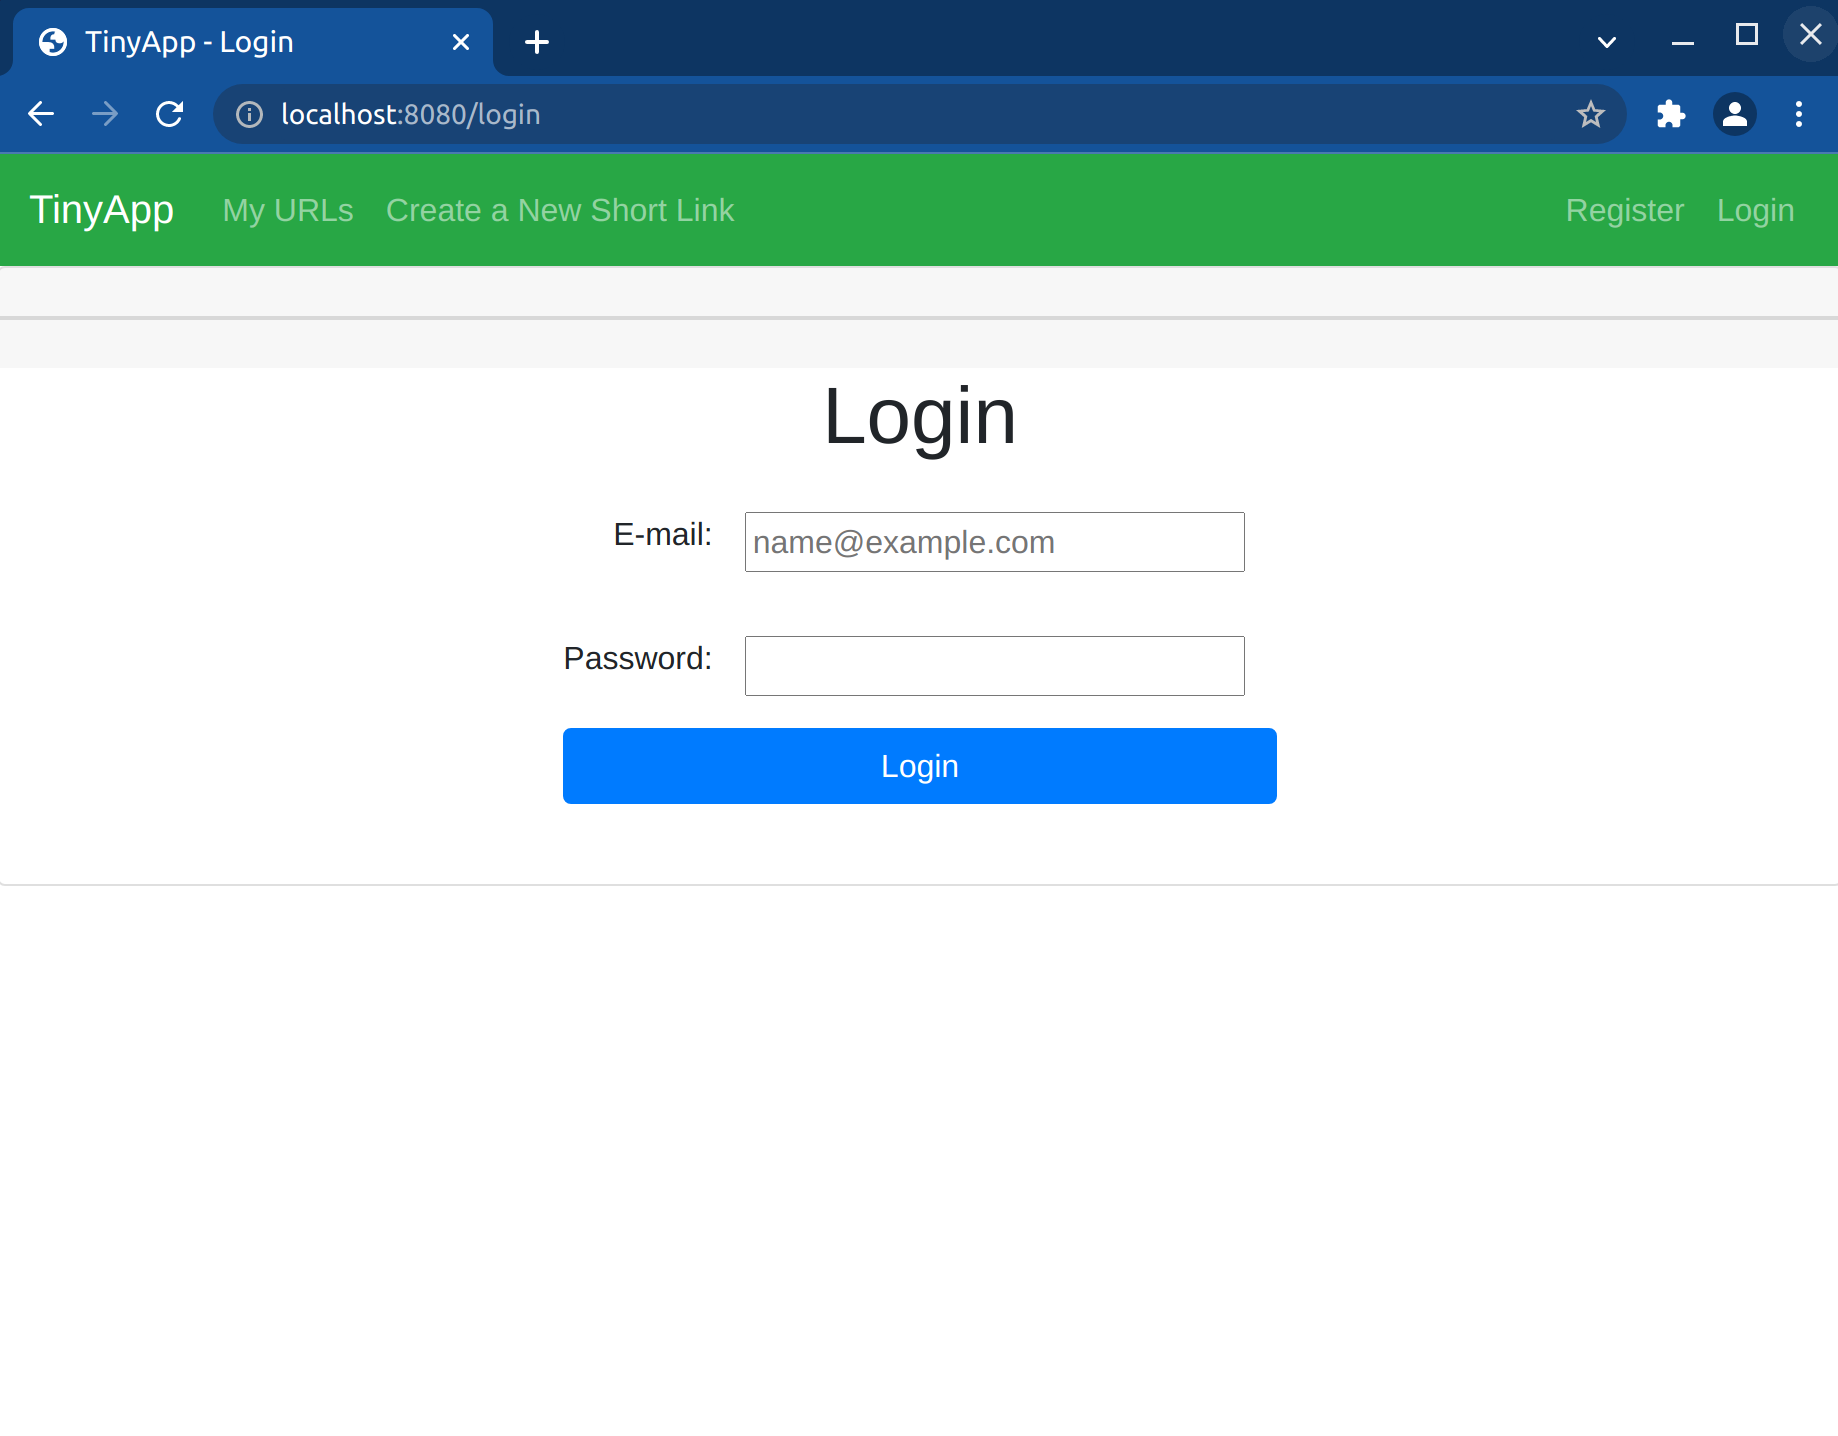 TinyApp - Login
localhost:8080/login
TinyApp My URLs Create a New Short Link Register Login
Login
E-mail: name@example.com
Password:
Login